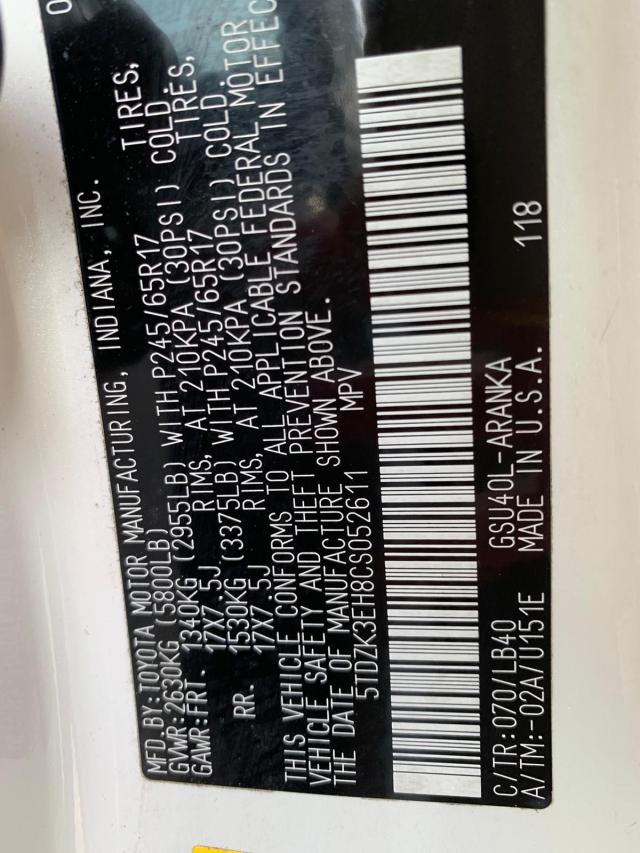 MFD.BY:TOYOTA MOTOR MANUFACTURING, INDIANA, INC.
GVWR:2630KG (5800LB)
GAWR:FRT. 1340KG (2955LB) WITH P245/65R17 TIRES,
17X7.5J RIMS, AT 210KPA (30PSI) COLD.
RR. 1530KG (3375LB) WITH P245/65R17 TIRES,
17X7.5J RIMS, AT 210KPA (30PSI) COLD.
THIS VEHICLE CONFORMS TO ALL APPLICABLE FEDERAL MOTOR
VEHICLE SAFETY AND THEFT PREVENTION STANDARDS IN EFFEC
THE DATE OF MANUFACTURE SHOWN ABOVE.
5TDZK3EH8CS052611 MPV
C/TR:070/LB40 GSU40L-ARANKA 118
A/TM:-02A/U151E MADE IN U.S.A.